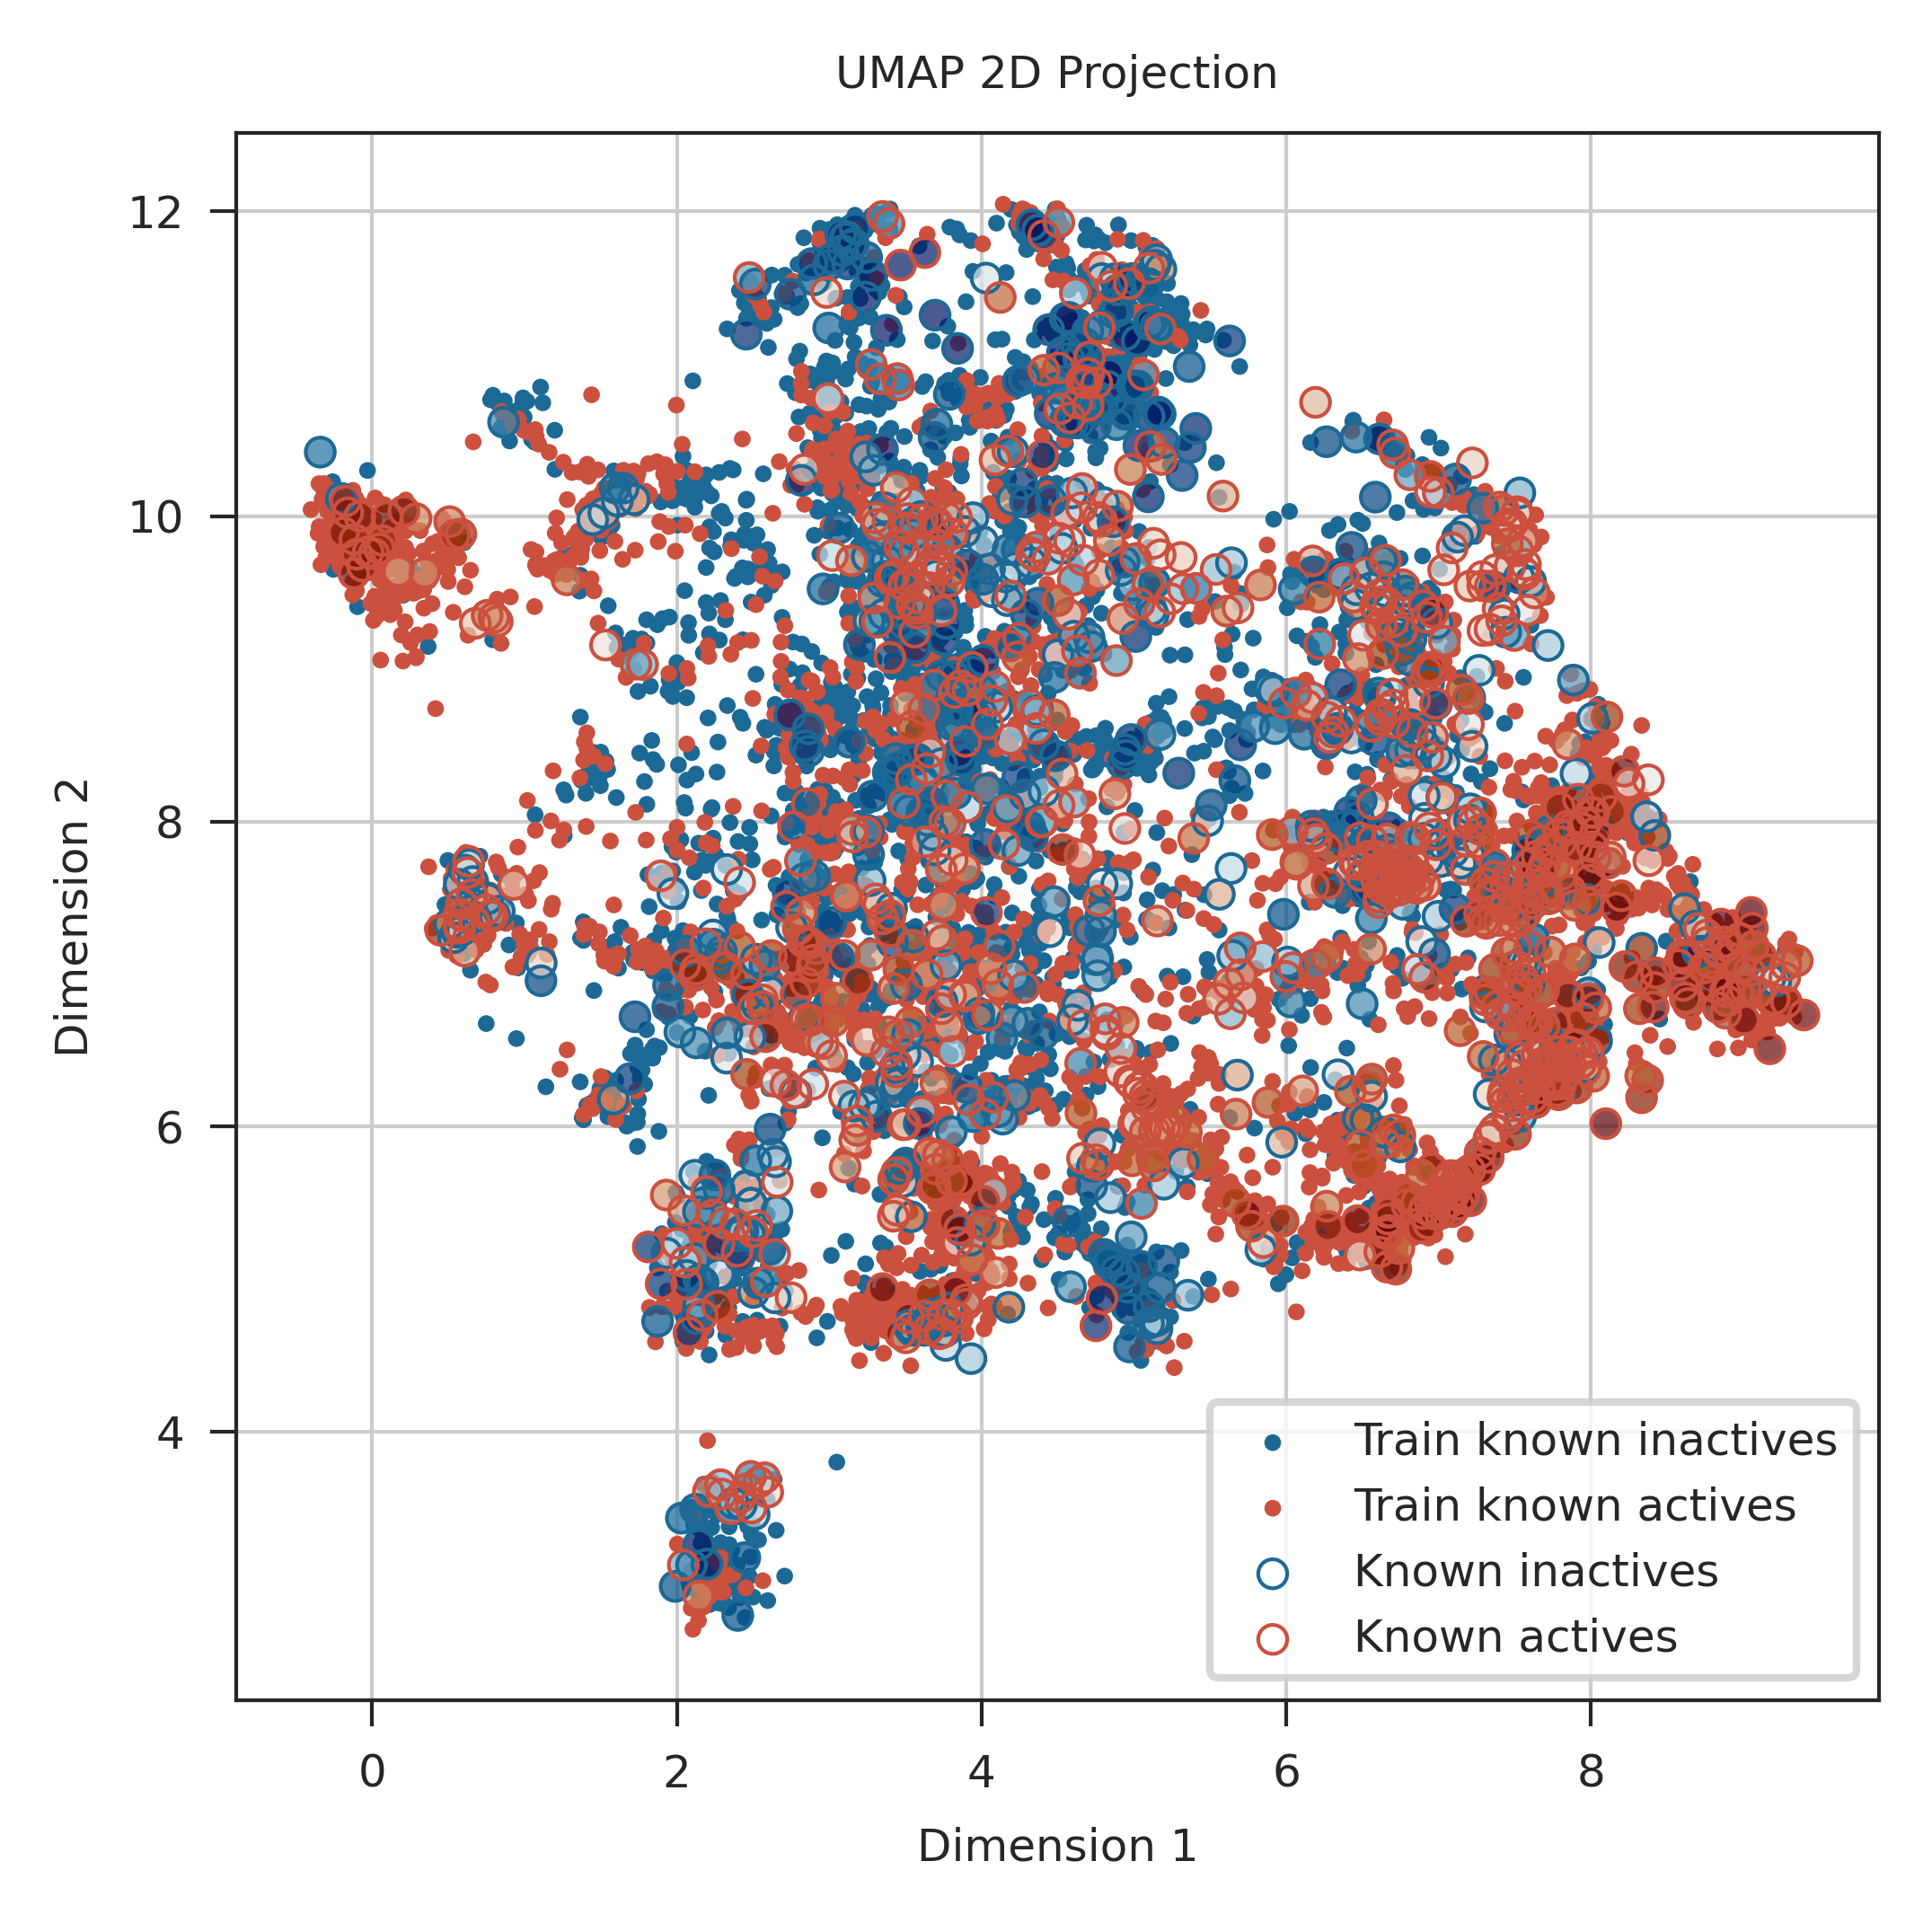 UMAP 2D Projection
12
10
8
6
4
Dimension 2
Train known inactives
Train known actives
Known inactives
Known actives
0 2 4 6 8
Dimension 1